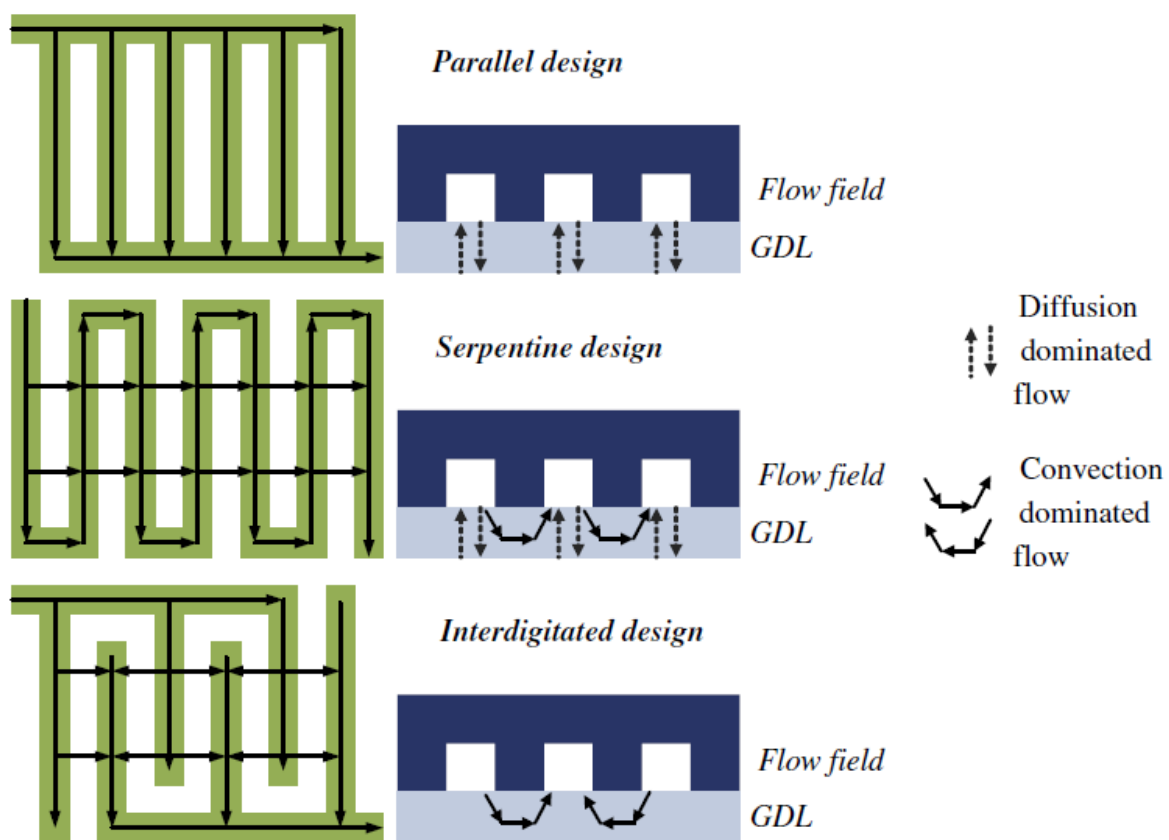 Parallel design
Flow field
GDL
Diffusion
dominated
flow
Serpentine design
Flow field
GDL
Convection
dominated
flow
Interdigitated design
Flow field
GDL